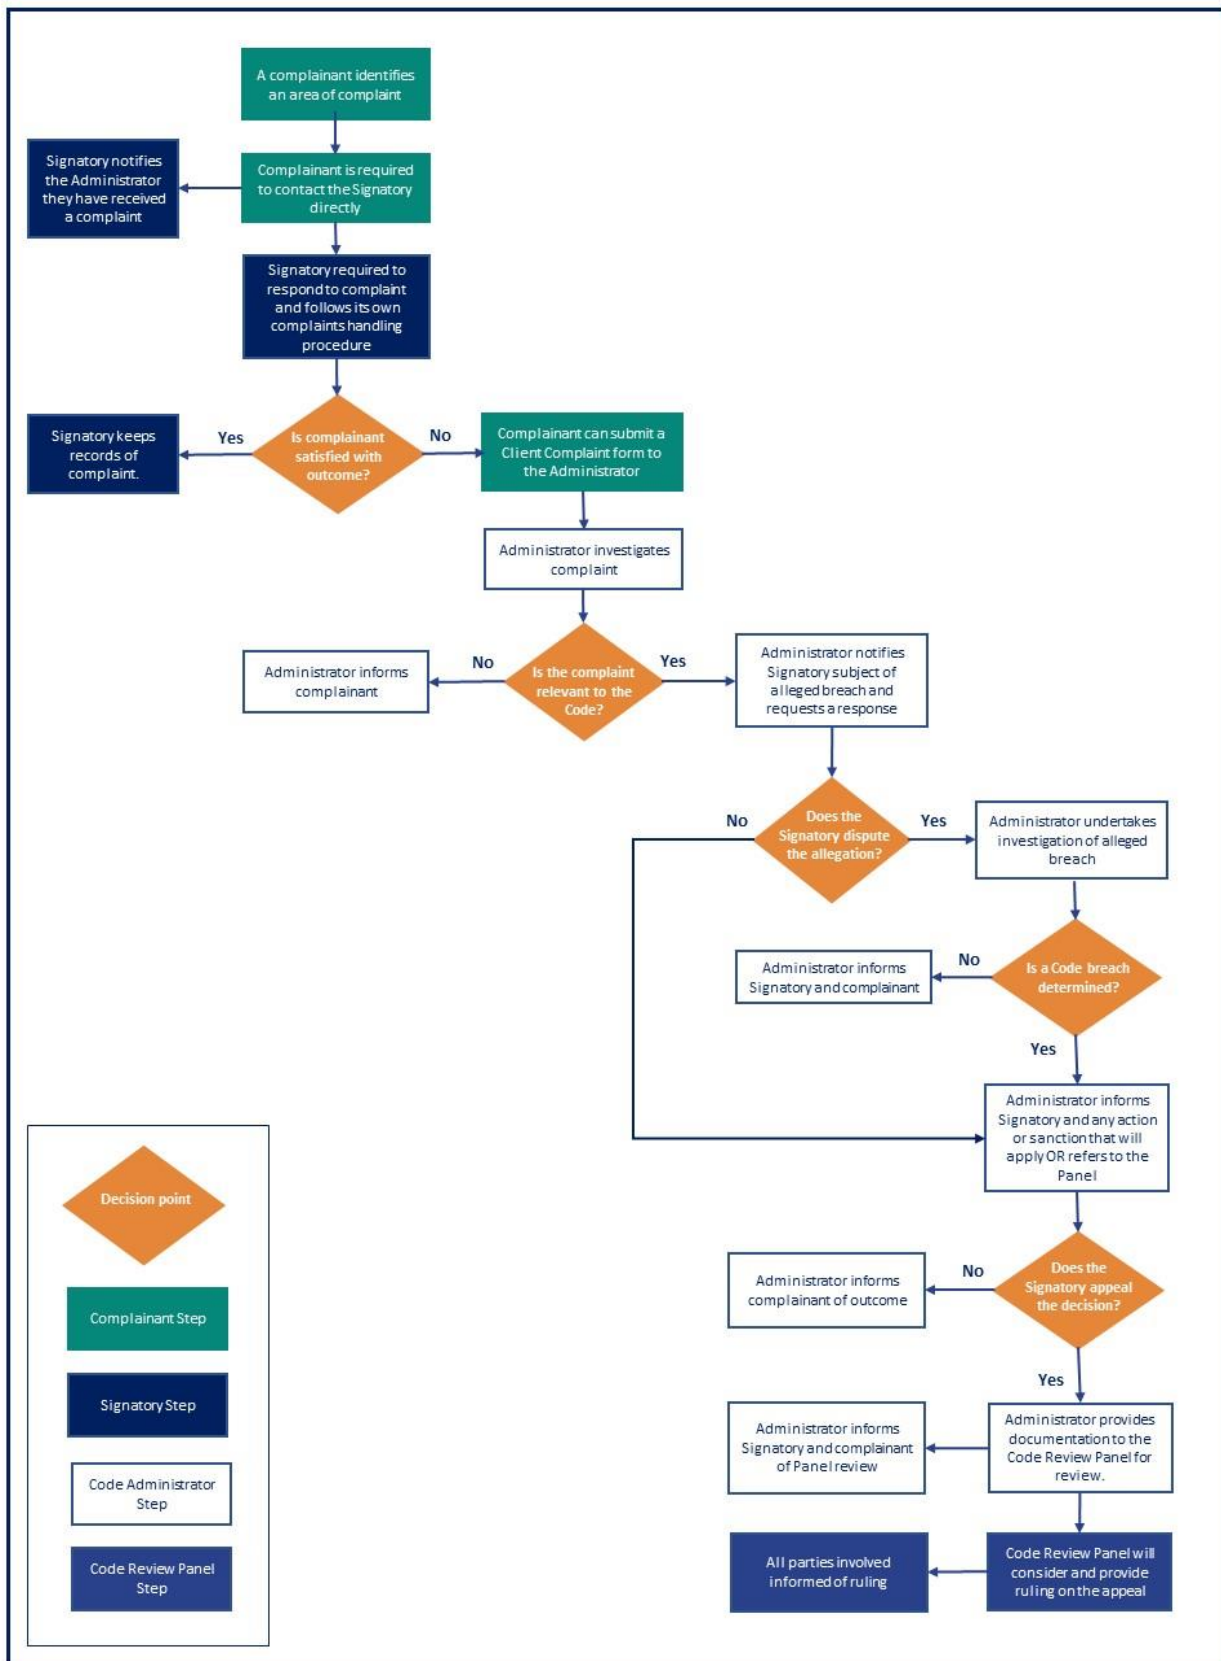 A complainant identifies
an area of complaint
Signatory notifies
the Administrator
they have received
a complaint
Complainant is required
to contact the Signatory
directly
Signatory required to
respond to complaint
and follows its own
complaints handling
procedure
Signatory keeps
records of
complaint.
Yes
Is complainant
satisfied with
outcome?
No
Complainant can submit a
Client Complaint form to
the Administrator
Administrator investigates
complaint
Administrator informs
complainant
No
Is the complaint
relevant to the
Code?
Yes
Administrator notifies
Signatory subject of
alleged breach and
requests a response
No
Does the
Signatory dispute
the allegation?
Yes
Administrator undertakes
investigation of alleged
breach
Administrator informs
Signatory and complainant
No
Is a Code breach
determined?
Yes
Administrator informs
Signatory and any action
or sanction that will
apply OR refers to the
Panel
Administrator informs
complainant of outcome
No
Does the
Signatory appeal
the decision?
Yes
Administrator informs
Signatory and complainant
of Panel review
Administrator provides
documentation to the
Code Review Panel for
review.
All parties involved
informed of ruling
Code Review Panel will
consider and provide
ruling on the appeal
Decision point
Complainant Step
Signatory Step
Code Administrator
Step
Code Review Panel
Step